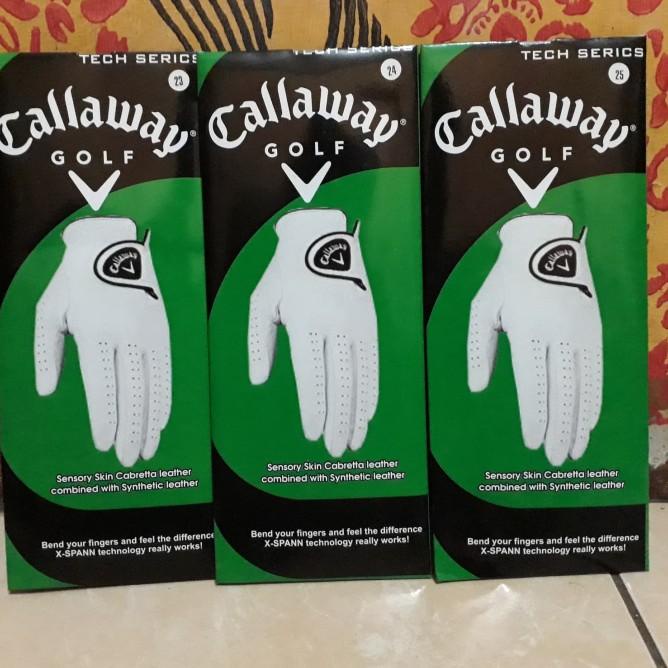 TECH SERIES
23
Callaway®
GOLF
Callaway
Sensory Skin Cabretta leather
combined with Synthetic leather
Bend your fingers and feel the difference
X-SPANN technology really works!
TECH SERIES
24
Callaway®
GOLF
Callaway
Sensory Skin Cabretta leather
combined with Synthetic leather
Bend your fingers and feel the difference
X-SPANN technology really works!
TECH SERIES
25
Callaway®
GOLF
Callaway
Sensory Skin Cabretta leather
combined with Synthetic leather
Bend your fingers and feel the difference
X-SPANN technology really works!